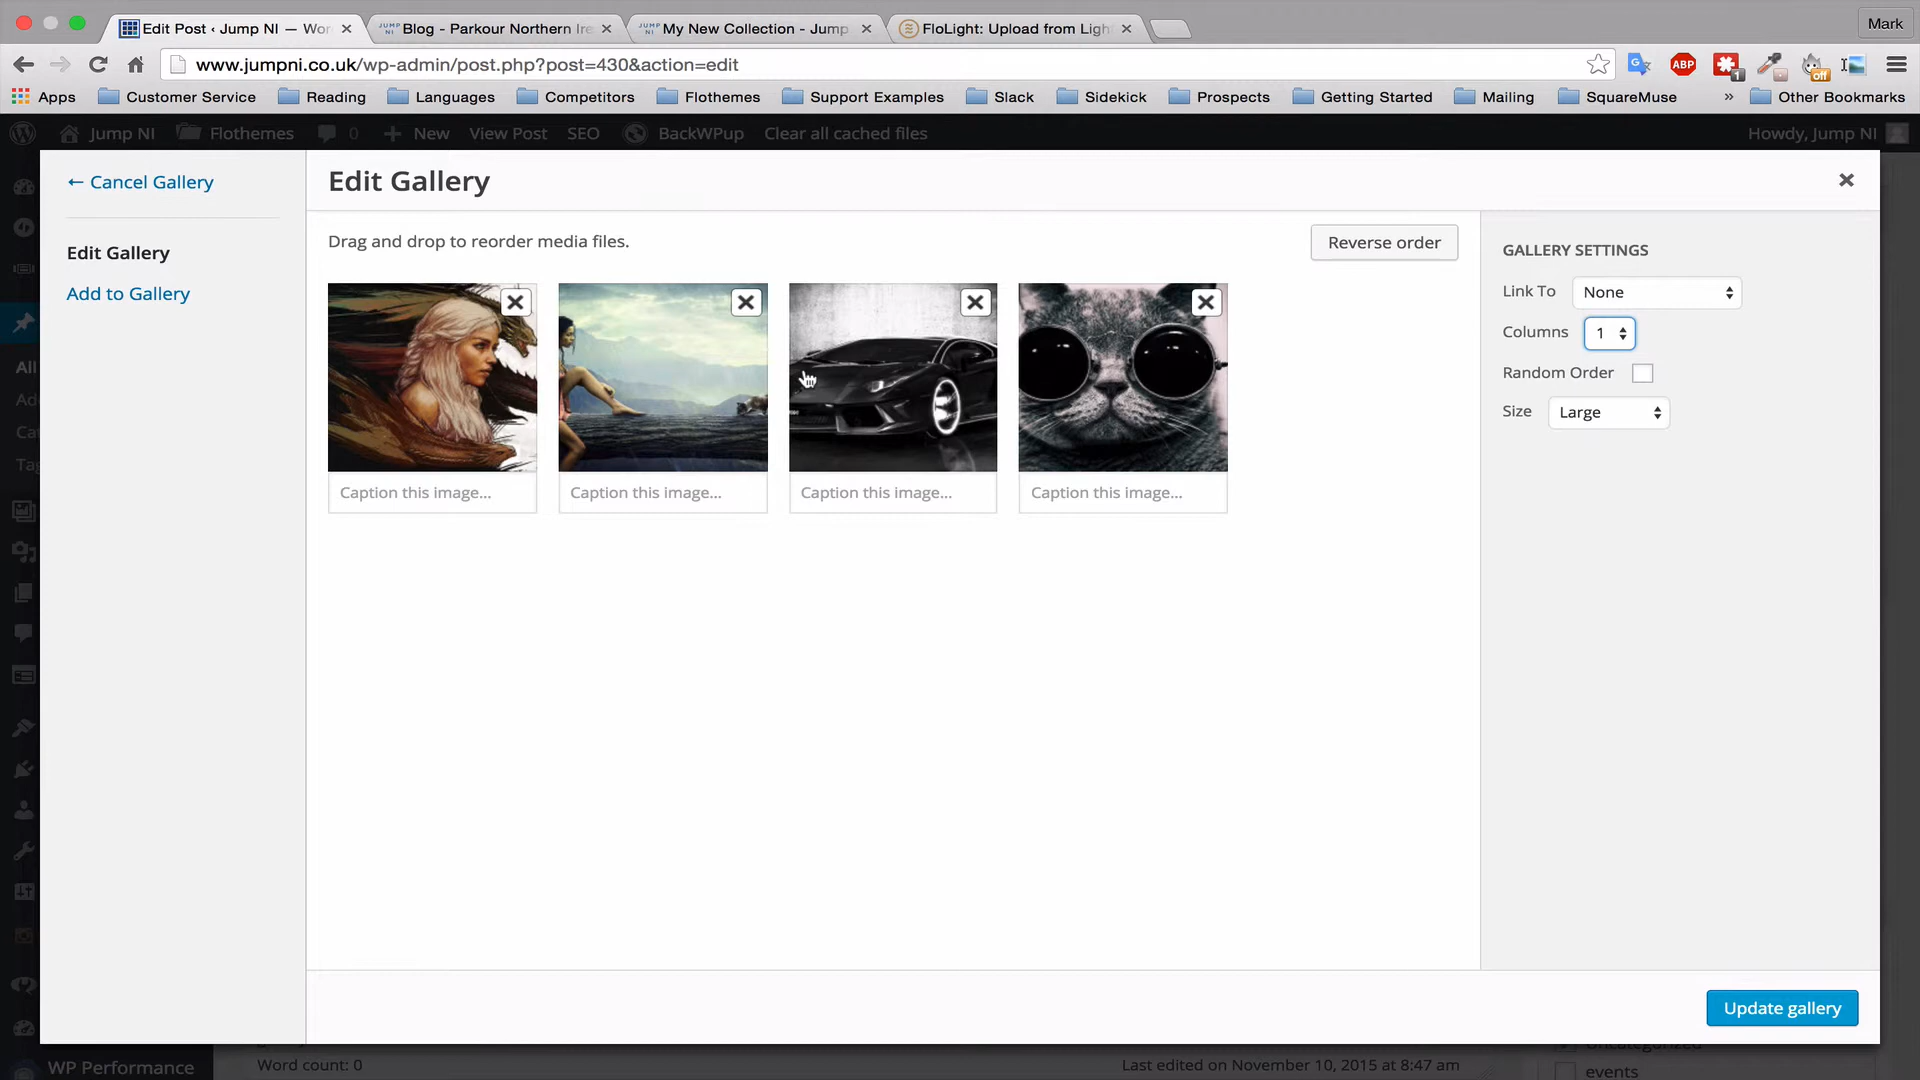 Edit Post ‹ Jump NI — Wor
Blog - Parkour Northern Ire
My New Collection - Jump
FloLight: Upload from Light
Mark
www.jumpni.co.uk/wp-admin/post.php?post=430&action=edit
ABP
1
off
Apps
Customer Service
Reading
Languages
Competitors
Flothemes
Support Examples
Slack
Sidekick
Prospects
Getting Started
Mailing
SquareMuse
»
Other Bookmarks
Jump NI
Flothemes
0
New
View Post
SEO
BackWPup
Clear all cached files
Howdy, Jump NI
← Cancel Gallery
Edit Gallery
Edit Gallery
Add to Gallery
Drag and drop to reorder media files.
Reverse order
Caption this image...
Caption this image...
Caption this image...
Caption this image...
GALLERY SETTINGS
Link To
None
Columns
1
Random Order
Size
Large
Update gallery
All
WP Performance
Word count: 0
Last edited on November 10, 2015 at 8:47 am
Uncategorized
events